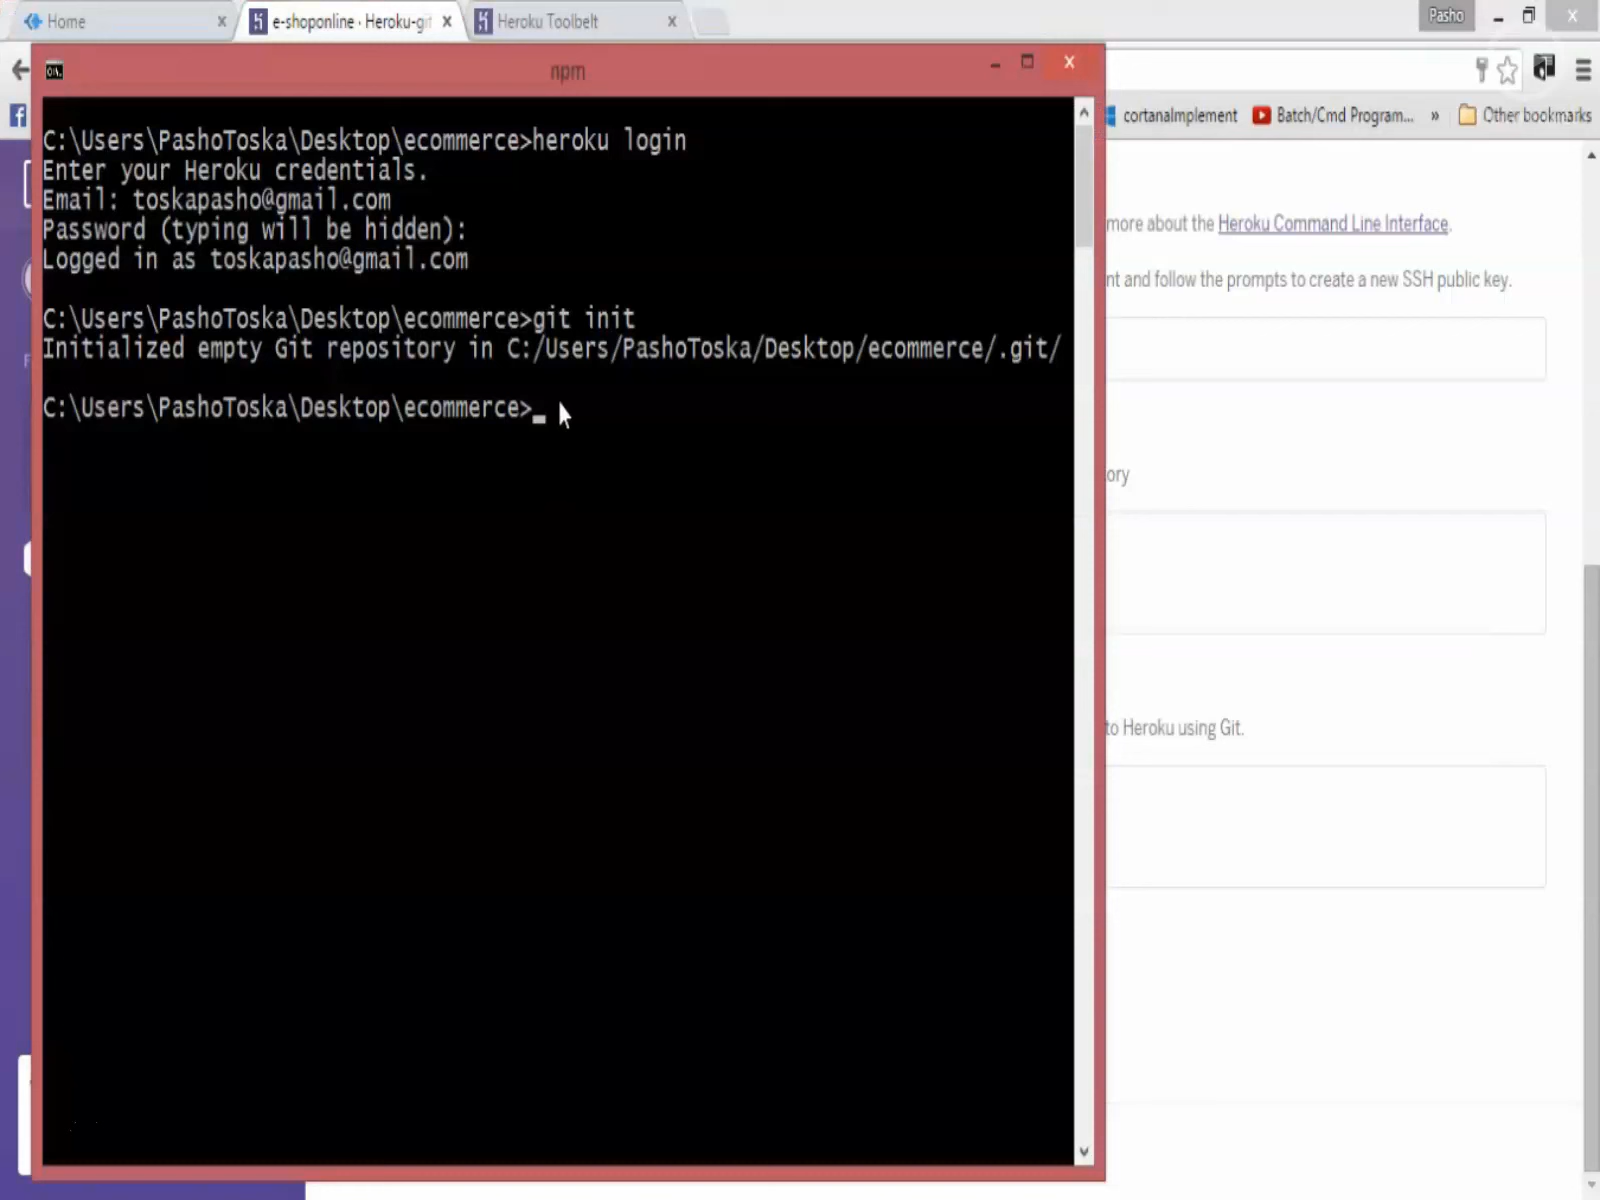 Home
e-shoponline · Heroku-git
Heroku Toolbelt
Pasho
npm
cortanaImplement
Batch/Cmd Program...
»
Other bookmarks
C:\Users\PashoToska\Desktop\ecommerce>heroku login
Enter your Heroku credentials.
Email: toskapasho@gmail.com
Password (typing will be hidden):
Logged in as toskapasho@gmail.com
C:\Users\PashoToska\Desktop\ecommerce>git init
Initialized empty Git repository in C:/Users/PashoToska/Desktop/ecommerce/.git/
C:\Users\PashoToska\Desktop\ecommerce>_
more about the Heroku Command Line Interface.
nt and follow the prompts to create a new SSH public key.
ory
to Heroku using Git.